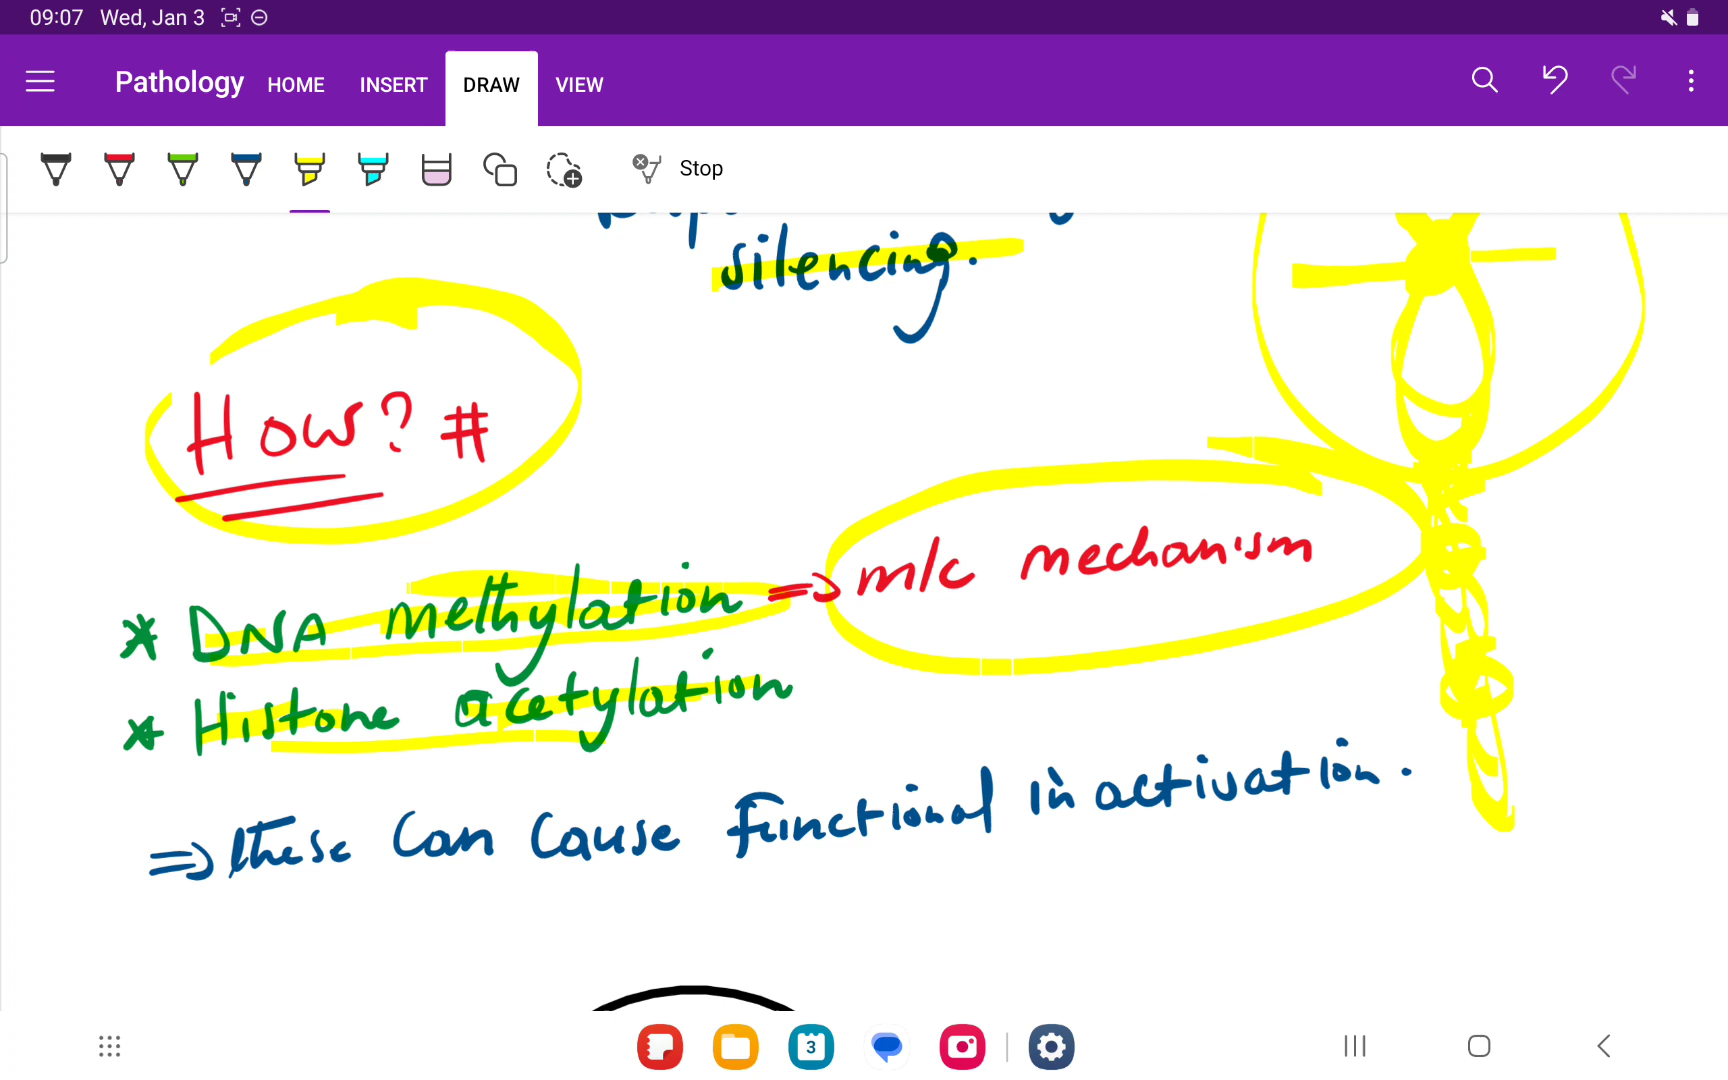 09:07 Wed, Jan 3
Pathology HOME INSERT DRAW VIEW
Stop
silencing.
How? #
* DNA methylation => m/c mechanism
* Histone acetylation
=> these can cause functional inactivation.
3